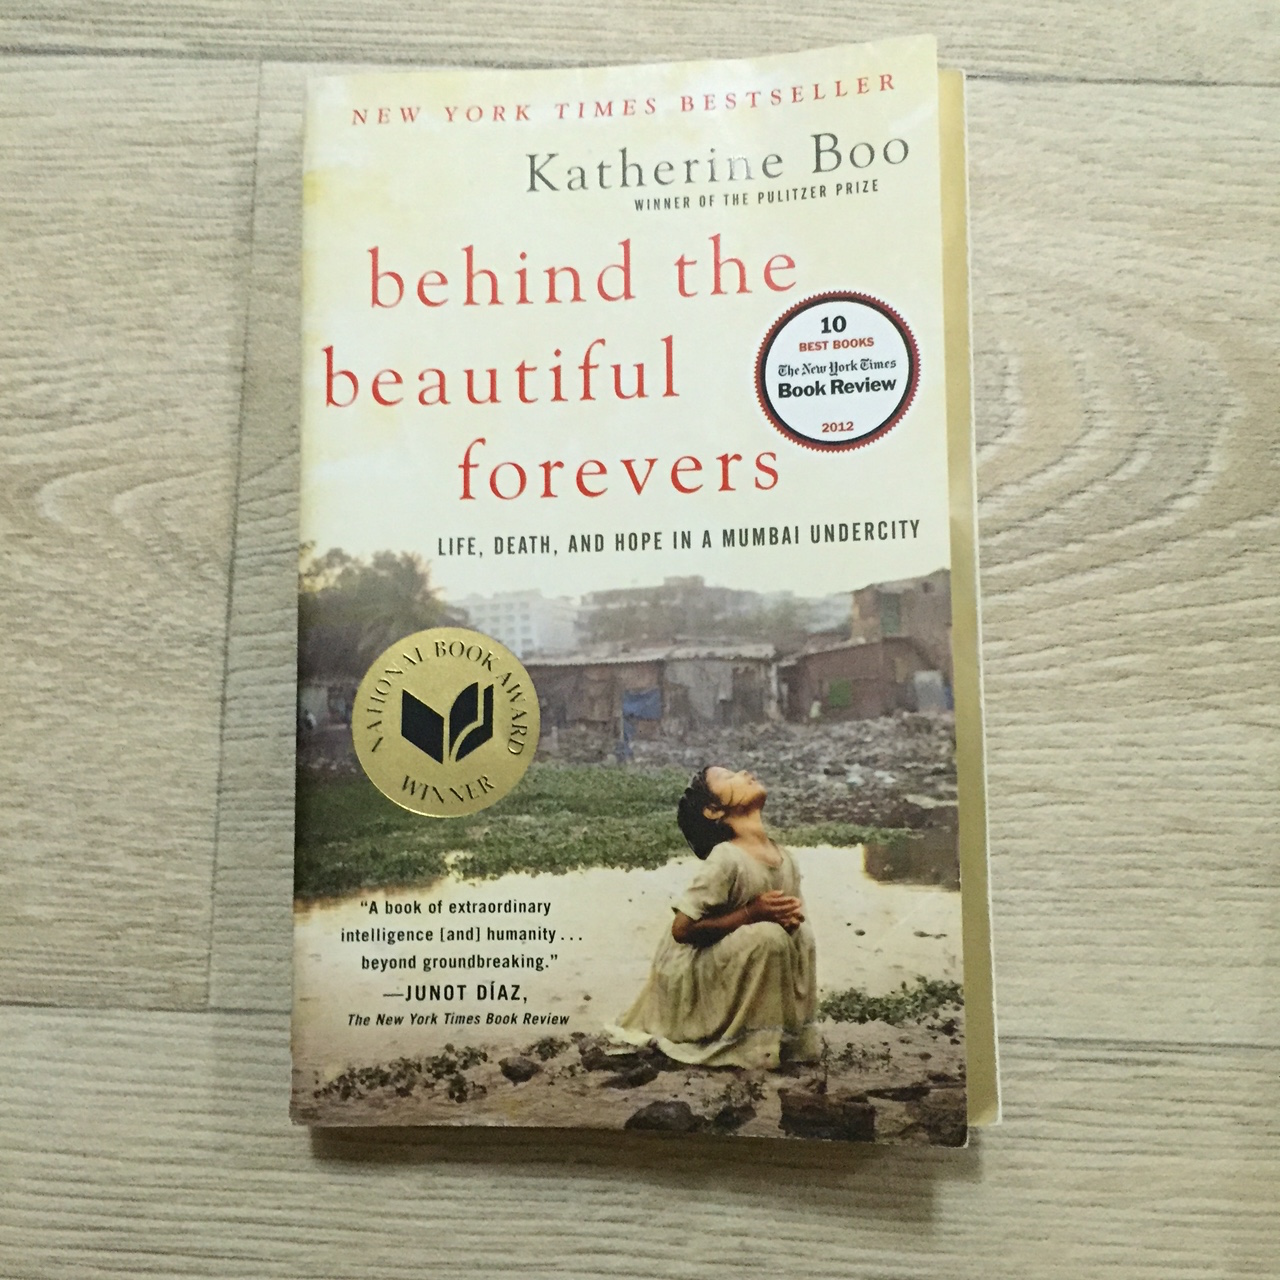 NEW YORK TIMES BESTSELLER
Katherine Boo
WINNER OF THE PULITZER PRIZE
behind the
beautiful
forevers
10
BEST BOOKS
The New York Times
Book Review
2012
LIFE, DEATH, AND HOPE IN A MUMBAI UNDERCITY
NATIONAL BOOK AWARD
WINNER
“A book of extraordinary
intelligence [and] humanity . . .
beyond groundbreaking.”
—JUNOT DÍAZ,
The New York Times Book Review